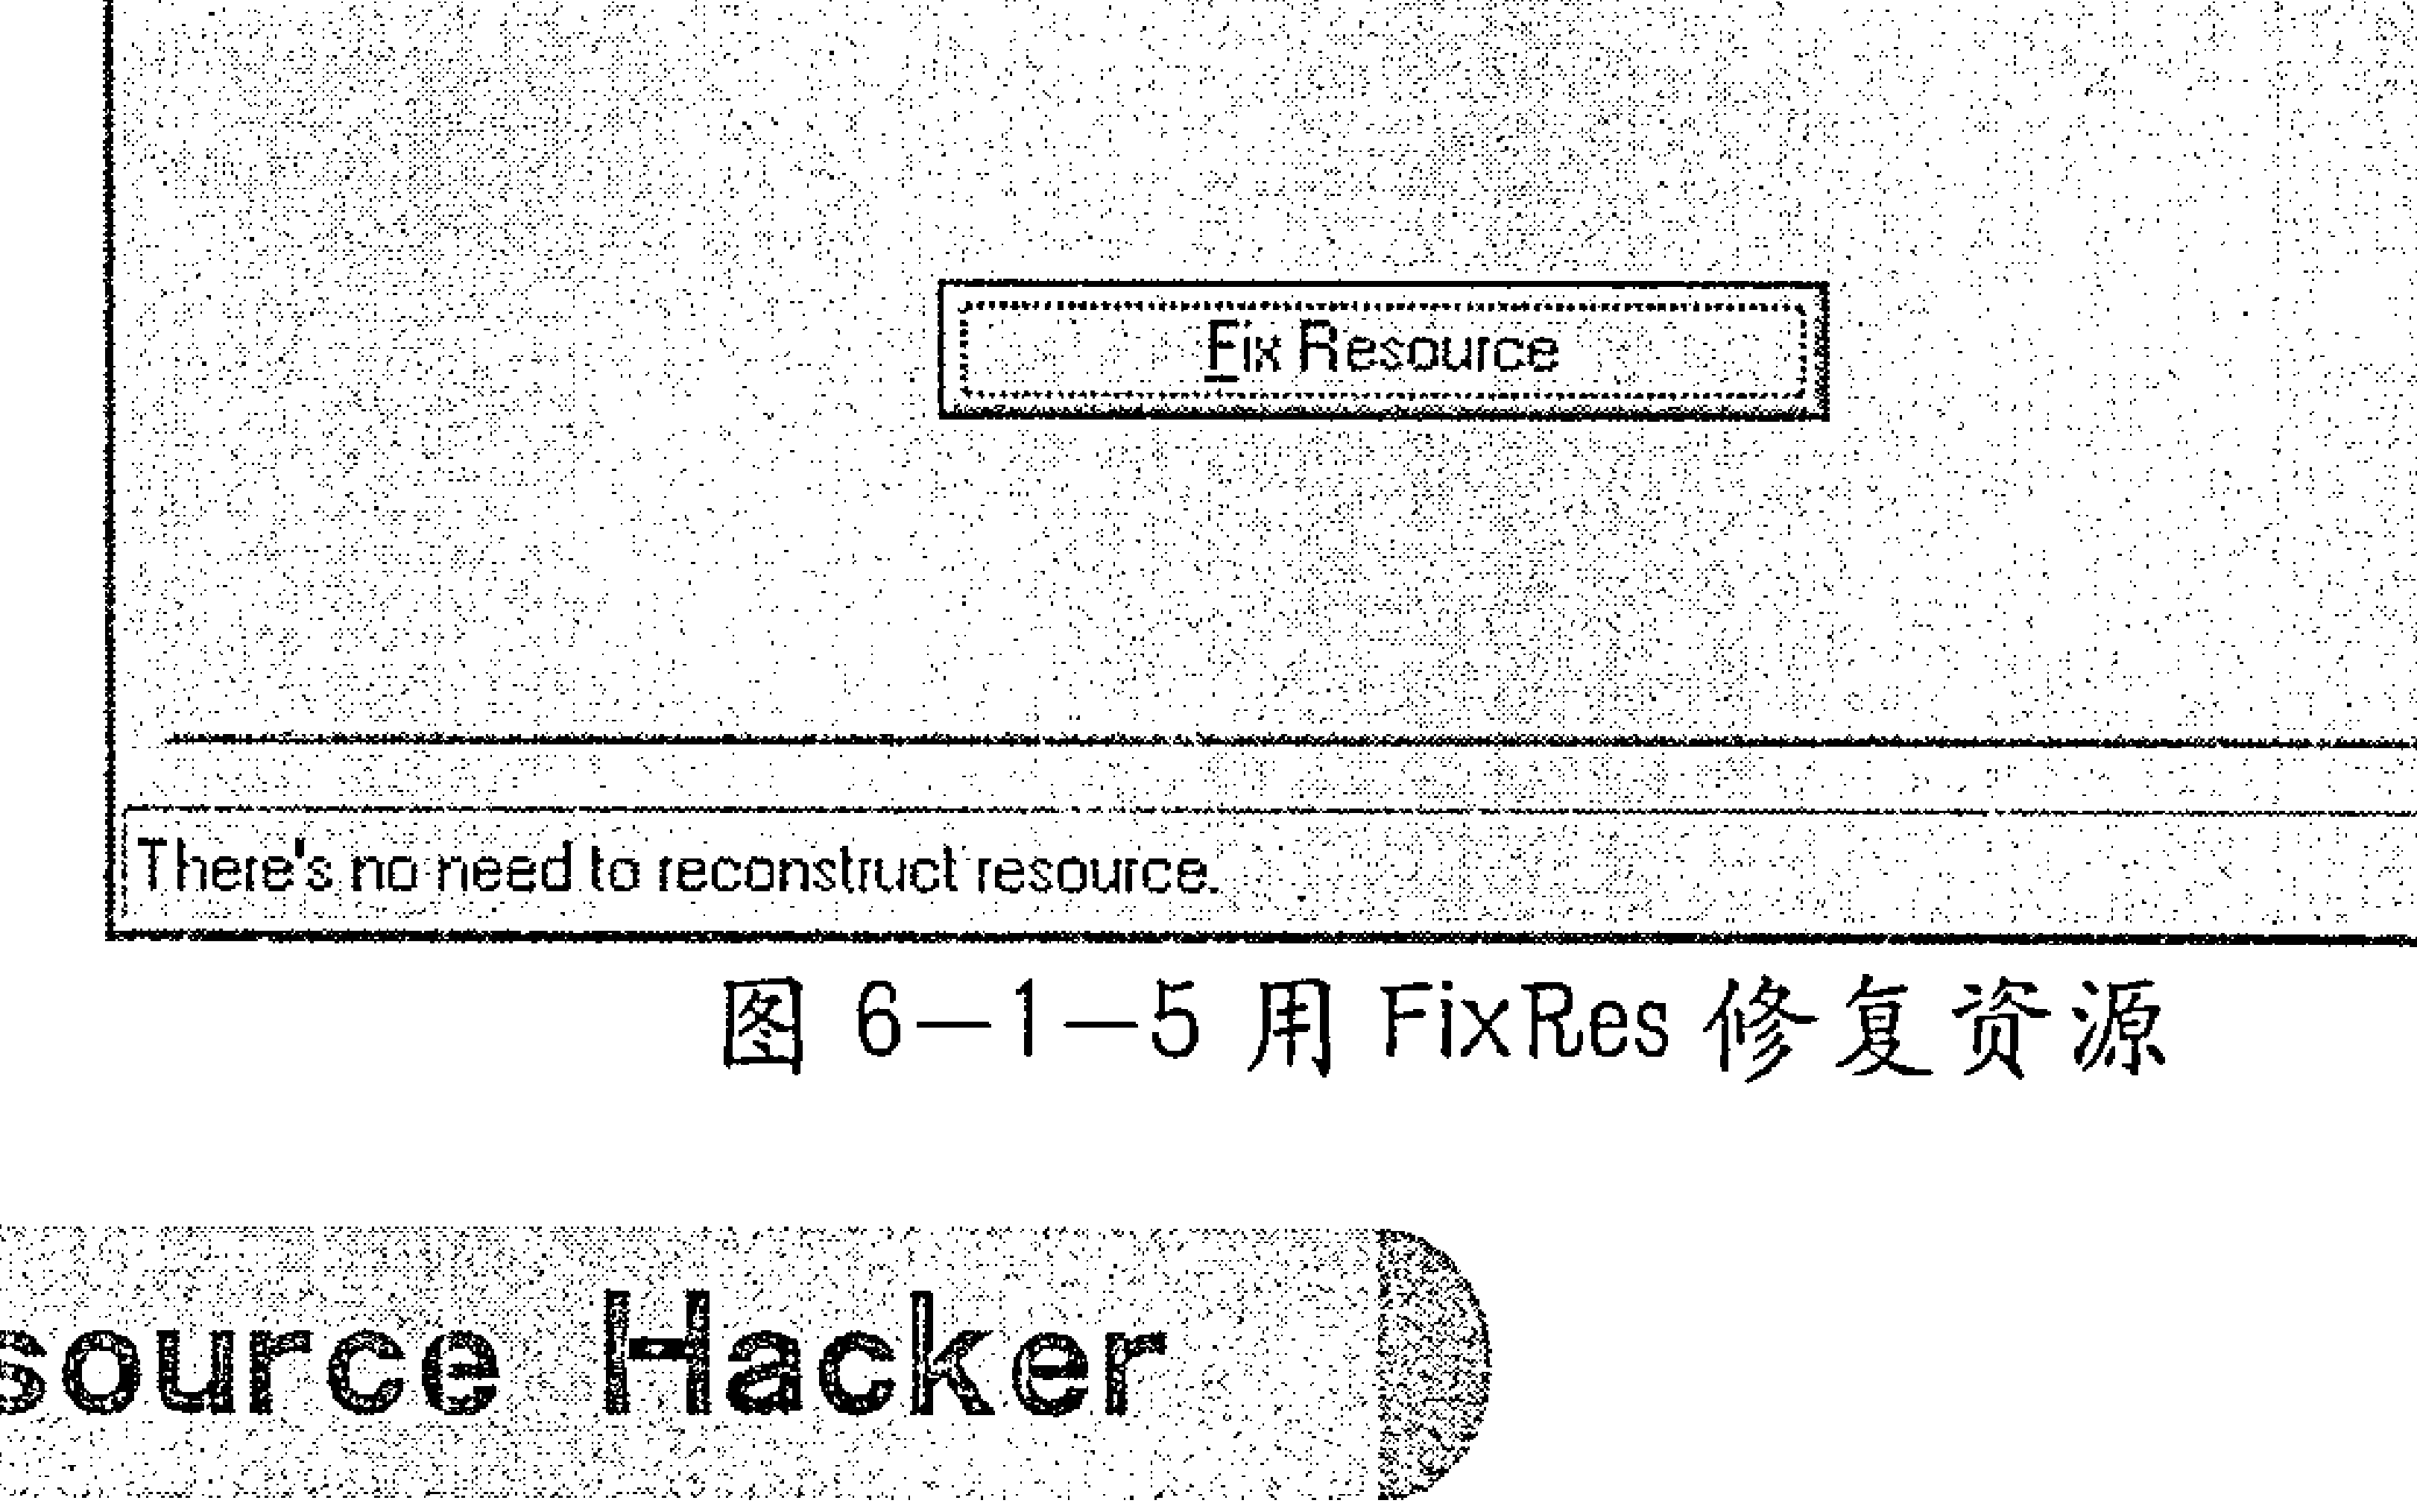 Fix Resource
There's no need to reconstruct resource.
图 6-1-5 用 FixRes 修复资源
source Hacker